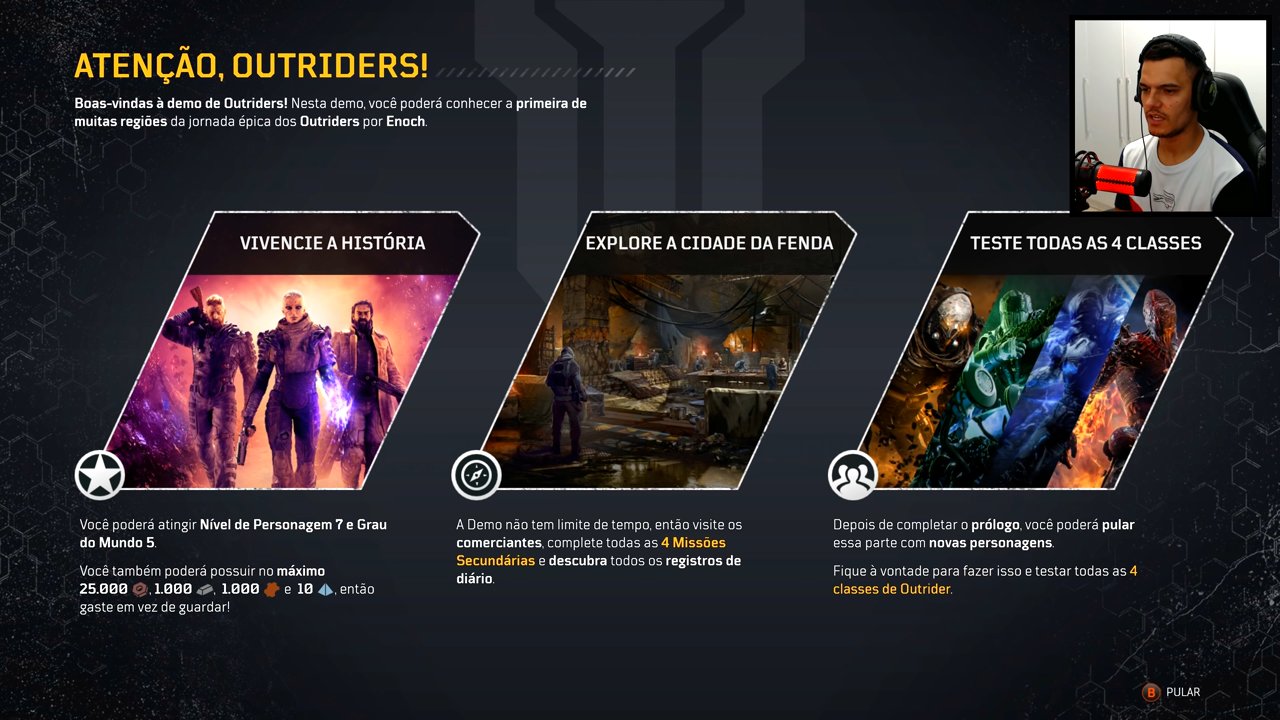 ATENÇÃO, OUTRIDERS!
Boas-vindas à demo de Outriders! Nesta demo, você poderá conhecer a primeira de
muitas regiões da jornada épica dos Outriders por Enoch.
VIVENCIE A HISTÓRIA
Você poderá atingir Nível de Personagem 7 e Grau
do Mundo 5.
Você também poderá possuir no máximo
25.000 , 1.000 , 1.000 e 10 , então
gaste em vez de guardar!
EXPLORE A CIDADE DA FENDA
A Demo não tem limite de tempo, então visite os
comerciantes, complete todas as 4 Missões
Secundárias e descubra todos os registros de
diário.
TESTE TODAS AS 4 CLASSES
Depois de completar o prólogo, você poderá pular
essa parte com novas personagens.
Fique à vontade para fazer isso e testar todas as 4
classes de Outrider.
B PULAR